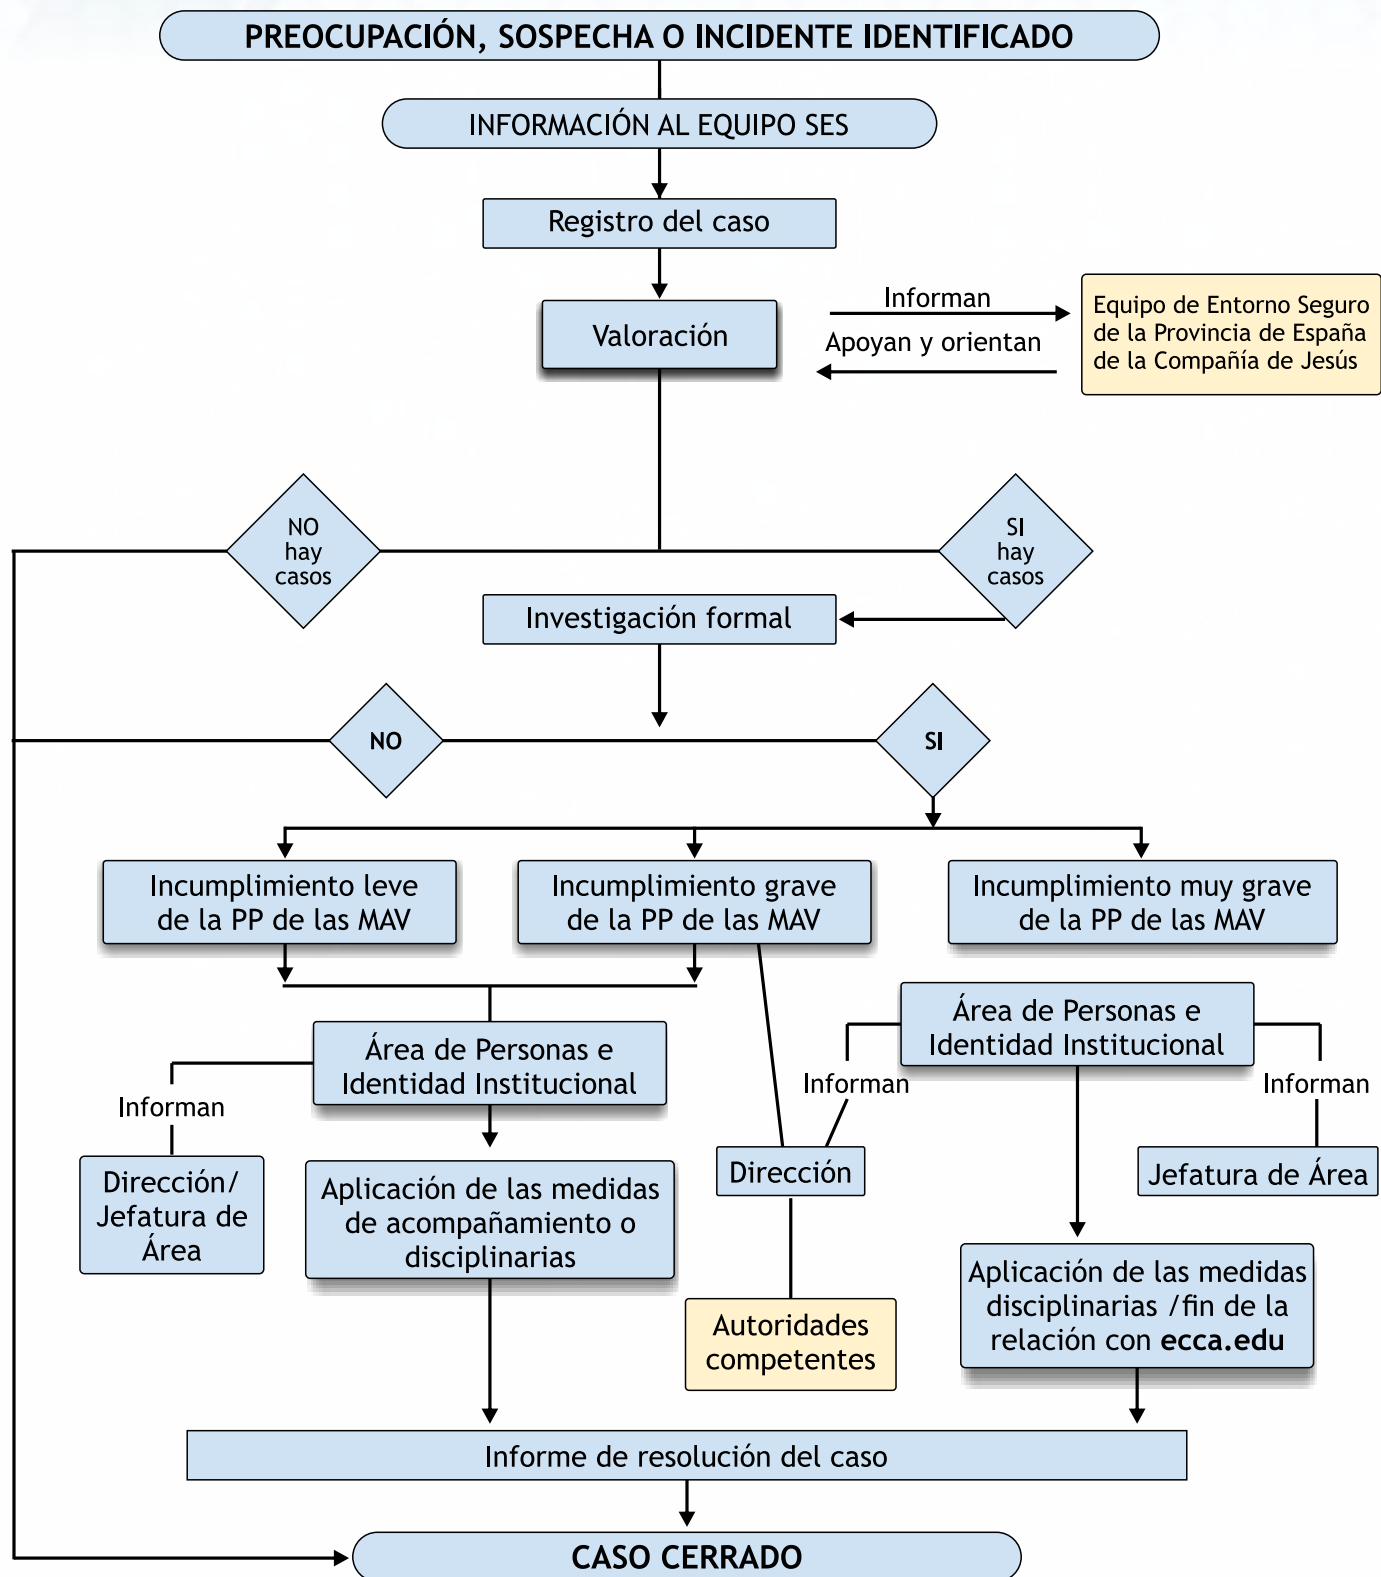 PREOCUPACIÓN, SOSPECHA O INCIDENTE IDENTIFICADO
INFORMACIÓN AL EQUIPO SES
Registro del caso
Valoración
Informan
Apoyan y orientan
Equipo de Entorno Seguro
de la Provincia de España
de la Compañía de Jesús
NO
hay
casos
SI
hay
casos
Investigación formal
NO
SI
Incumplimiento leve
de la PP de las MAV
Incumplimiento grave
de la PP de las MAV
Incumplimiento muy grave
de la PP de las MAV
Área de Personas e
Identidad Institucional
Área de Personas e
Identidad Institucional
Informan
Informan
Informan
Dirección/
Jefatura de
Área
Aplicación de las medidas
de acompañamiento o
disciplinarias
Dirección
Jefatura de Área
Autoridades
competentes
Aplicación de las medidas
disciplinarias /fin de la
relación con ecca.edu
Informe de resolución del caso
CASO CERRADO